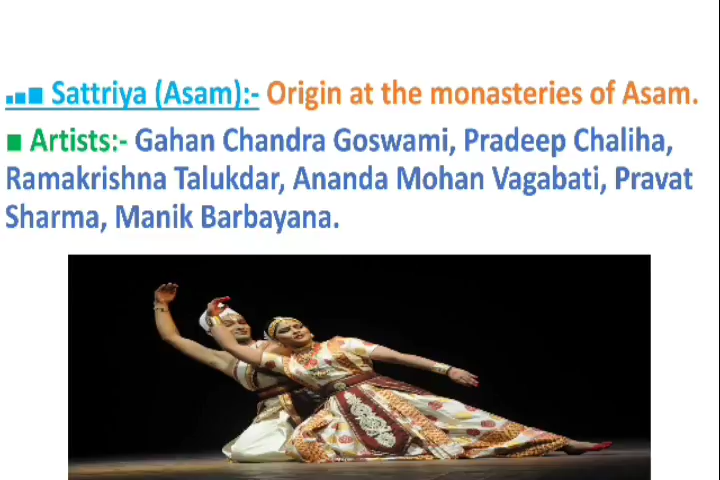 Sattriya (Asam):- Origin at the monasteries of Asam.
■ Artists:- Gahan Chandra Goswami, Pradeep Chaliha,
Ramakrishna Talukdar, Ananda Mohan Vagabati, Pravat
Sharma, Manik Barbayana.